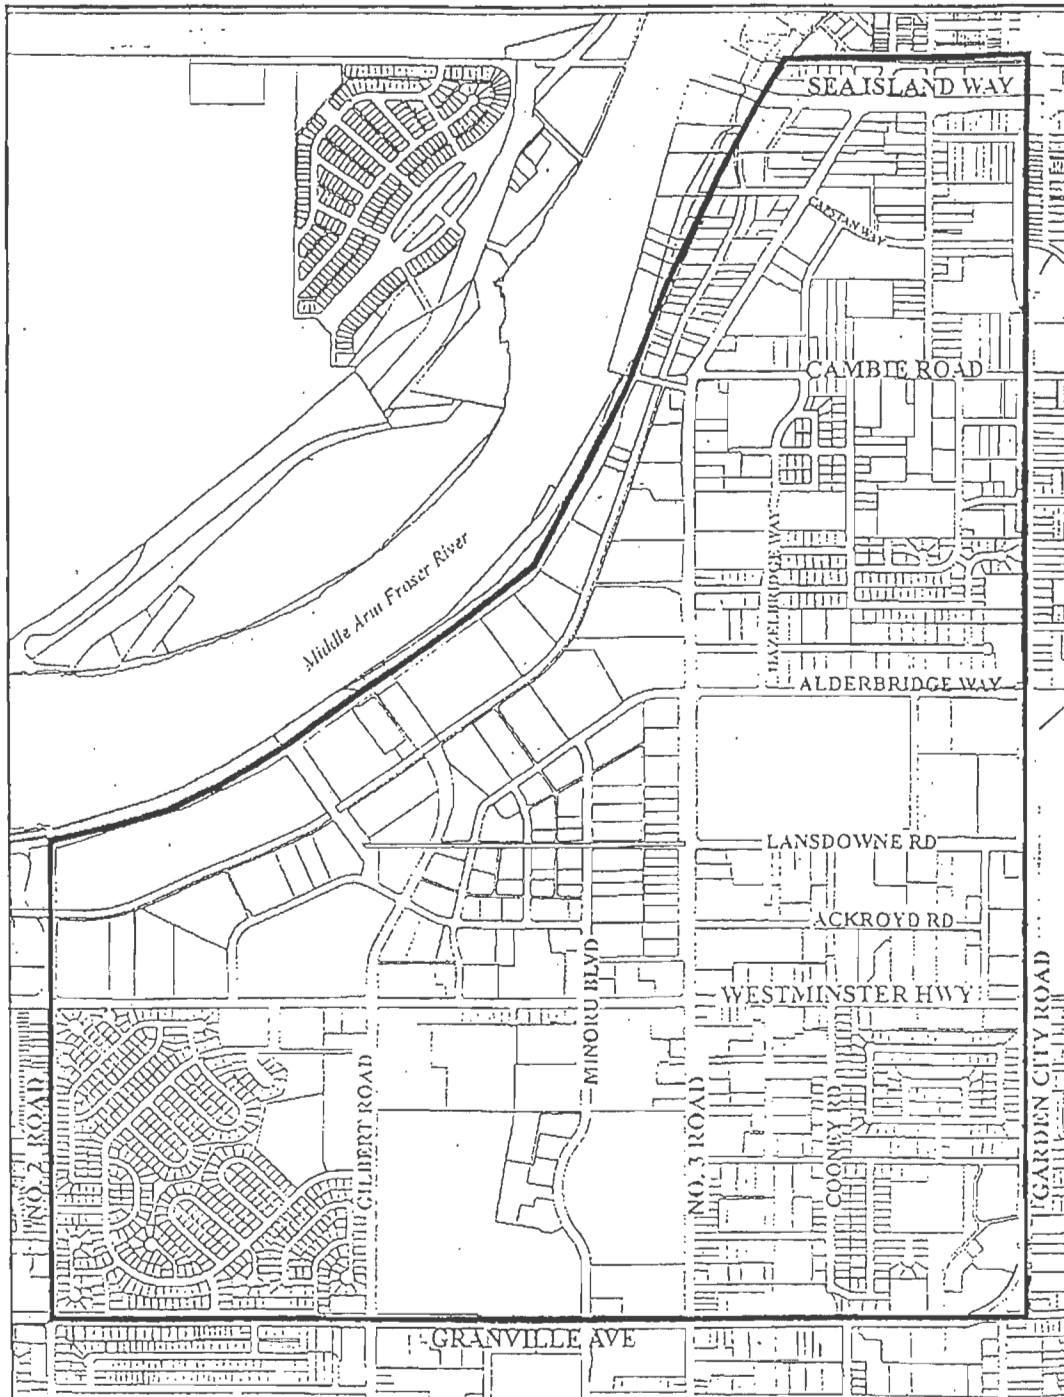 SEA ISLAND WAY
CAPSTAN WAY
CAMBIE ROAD
HAZELBRIDGE WAY
Middle Arm Fraser River
ALDERBRIDGE WAY
LANSDOWNE RD
ACKROYD RD
WESTMINSTER HWY
MINORU BLVD
NO. 2 ROAD
GILBERT ROAD
NO. 3 ROAD
COONEY RD
GARDEN CITY ROAD
GRANVILLE AVE